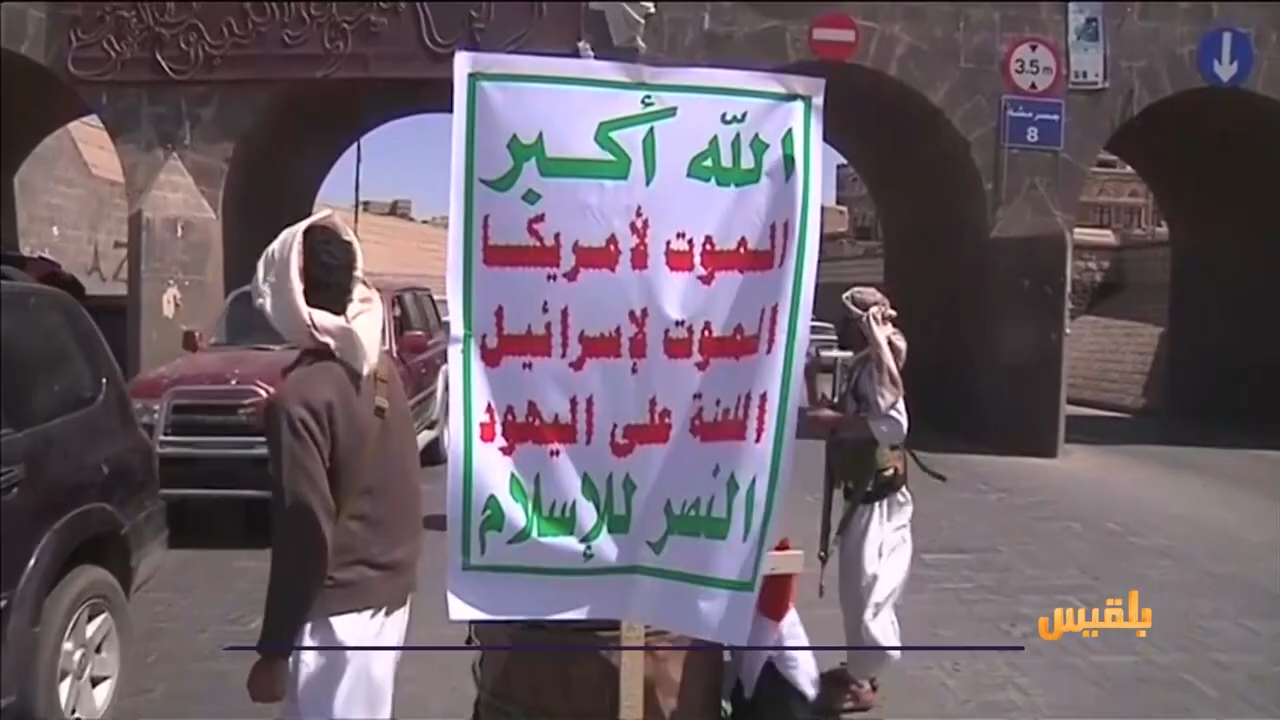 الله أكبر
الموت لأمريكا
الموت لإسرائيل
اللعنة على اليهود
النصر للإسلام
3.5 m
8
بلقيس